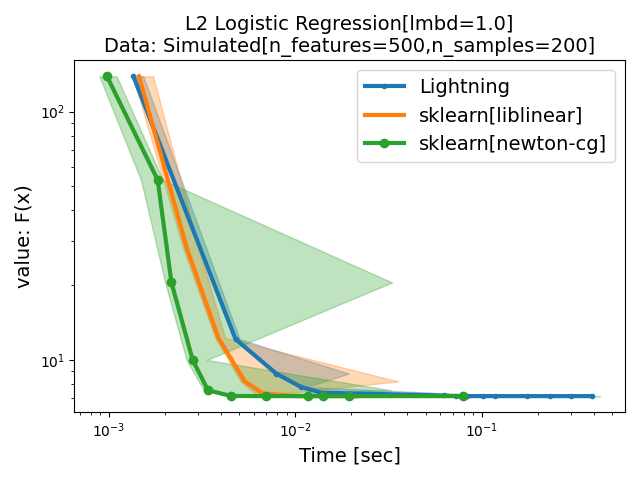 L2 Logistic Regression[lmbd=1.0]
Data: Simulated[n_features=500,n_samples=200]
Lightning
sklearn[liblinear]
sklearn[newton-cg]
value: F(x)
10²
10¹
10⁻³ 10⁻² 10⁻¹
Time [sec]